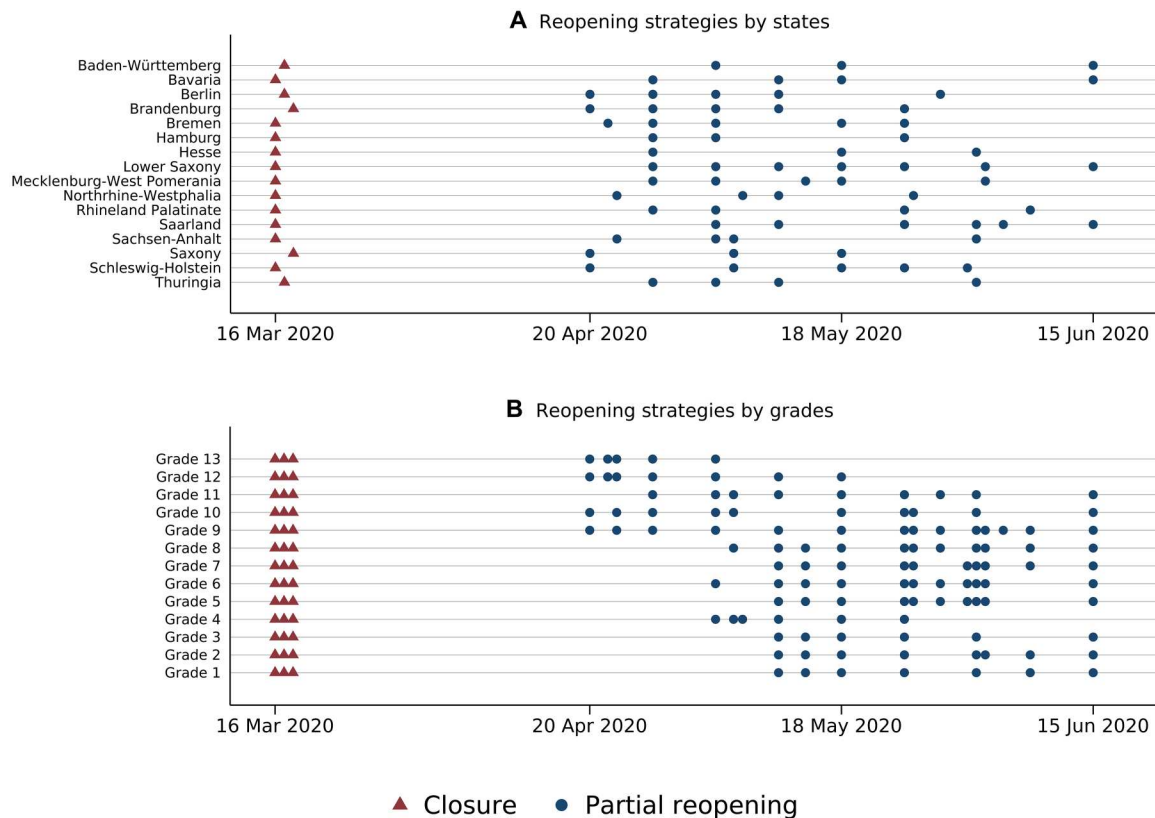 A Reopening strategies by states
Baden-Württemberg
Bavaria
Berlin
Brandenburg
Bremen
Hamburg
Hesse
Lower Saxony
Mecklenburg-West Pomerania
Northrhine-Westphalia
Rhineland Palatinate
Saarland
Sachsen-Anhalt
Saxony
Schleswig-Holstein
Thuringia
16 Mar 2020 20 Apr 2020 18 May 2020 15 Jun 2020
B Reopening strategies by grades
Grade 13
Grade 12
Grade 11
Grade 10
Grade 9
Grade 8
Grade 7
Grade 6
Grade 5
Grade 4
Grade 3
Grade 2
Grade 1
16 Mar 2020 20 Apr 2020 18 May 2020 15 Jun 2020
Closure Partial reopening